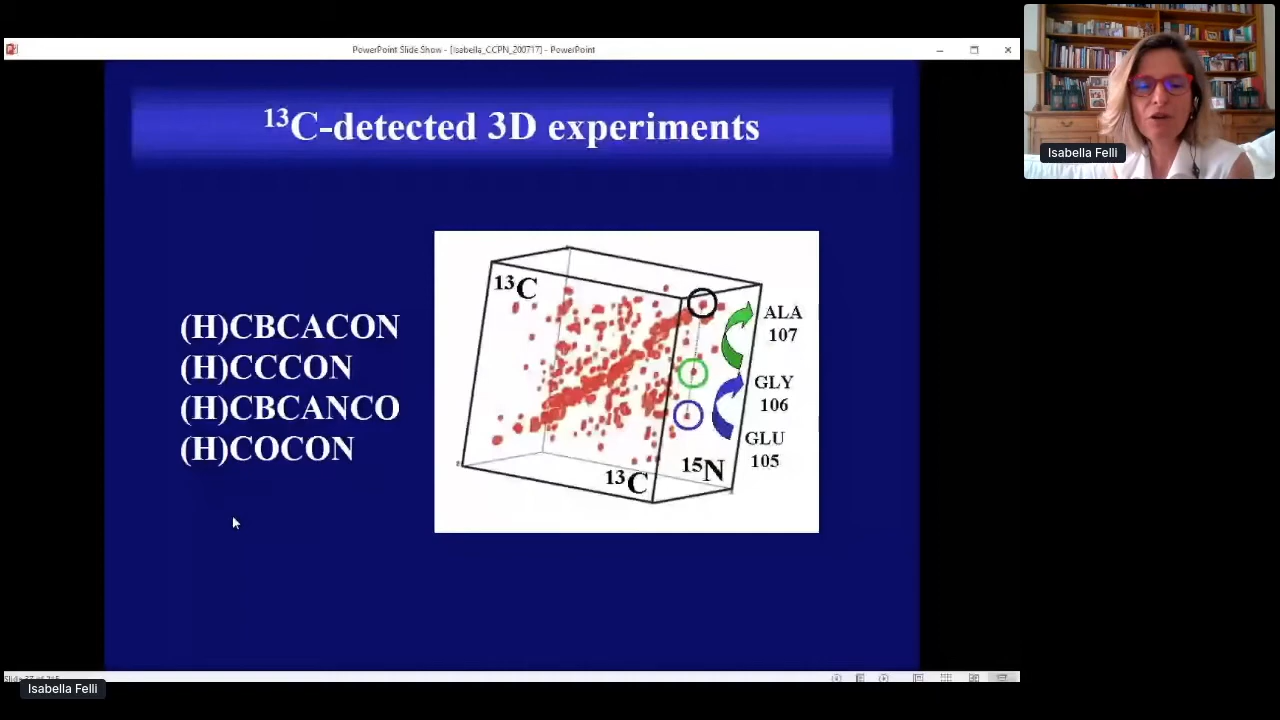 PowerPoint Slide Show - [Isabella_CCPN_200717] - PowerPoint
¹³C-detected 3D experiments
(H)CBCACON
(H)CCCON
(H)CBCANCO
(H)COCON
¹³C
¹³C
¹⁵N
ALA
107
GLY
106
GLU
105
Isabella Felli
Isabella Felli